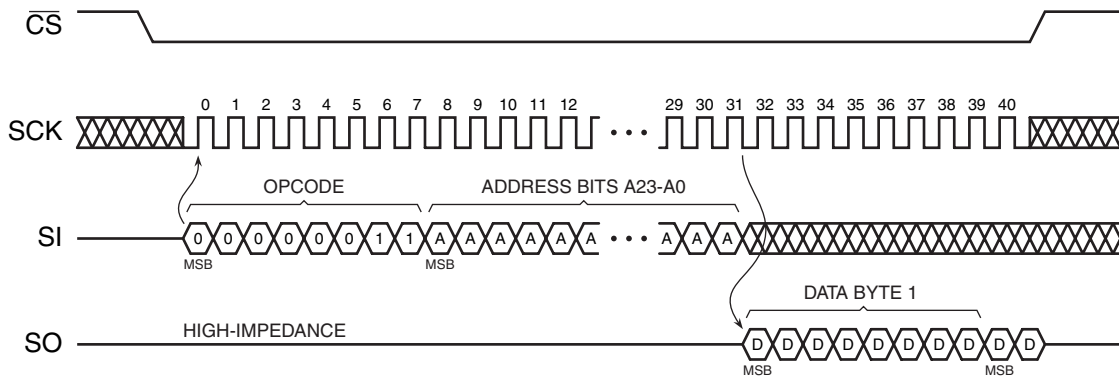 CS
0 1 2 3 4 5 6 7 8 9 10 11 12 29 30 31 32 33 34 35 36 37 38 39 40
SCK
OPCODE ADDRESS BITS A23-A0
SI 0 0 0 0 0 0 1 1 A A A A A A A A A
MSB MSB
DATA BYTE 1
HIGH-IMPEDANCE
SO D D D D D D D D D D
MSB MSB